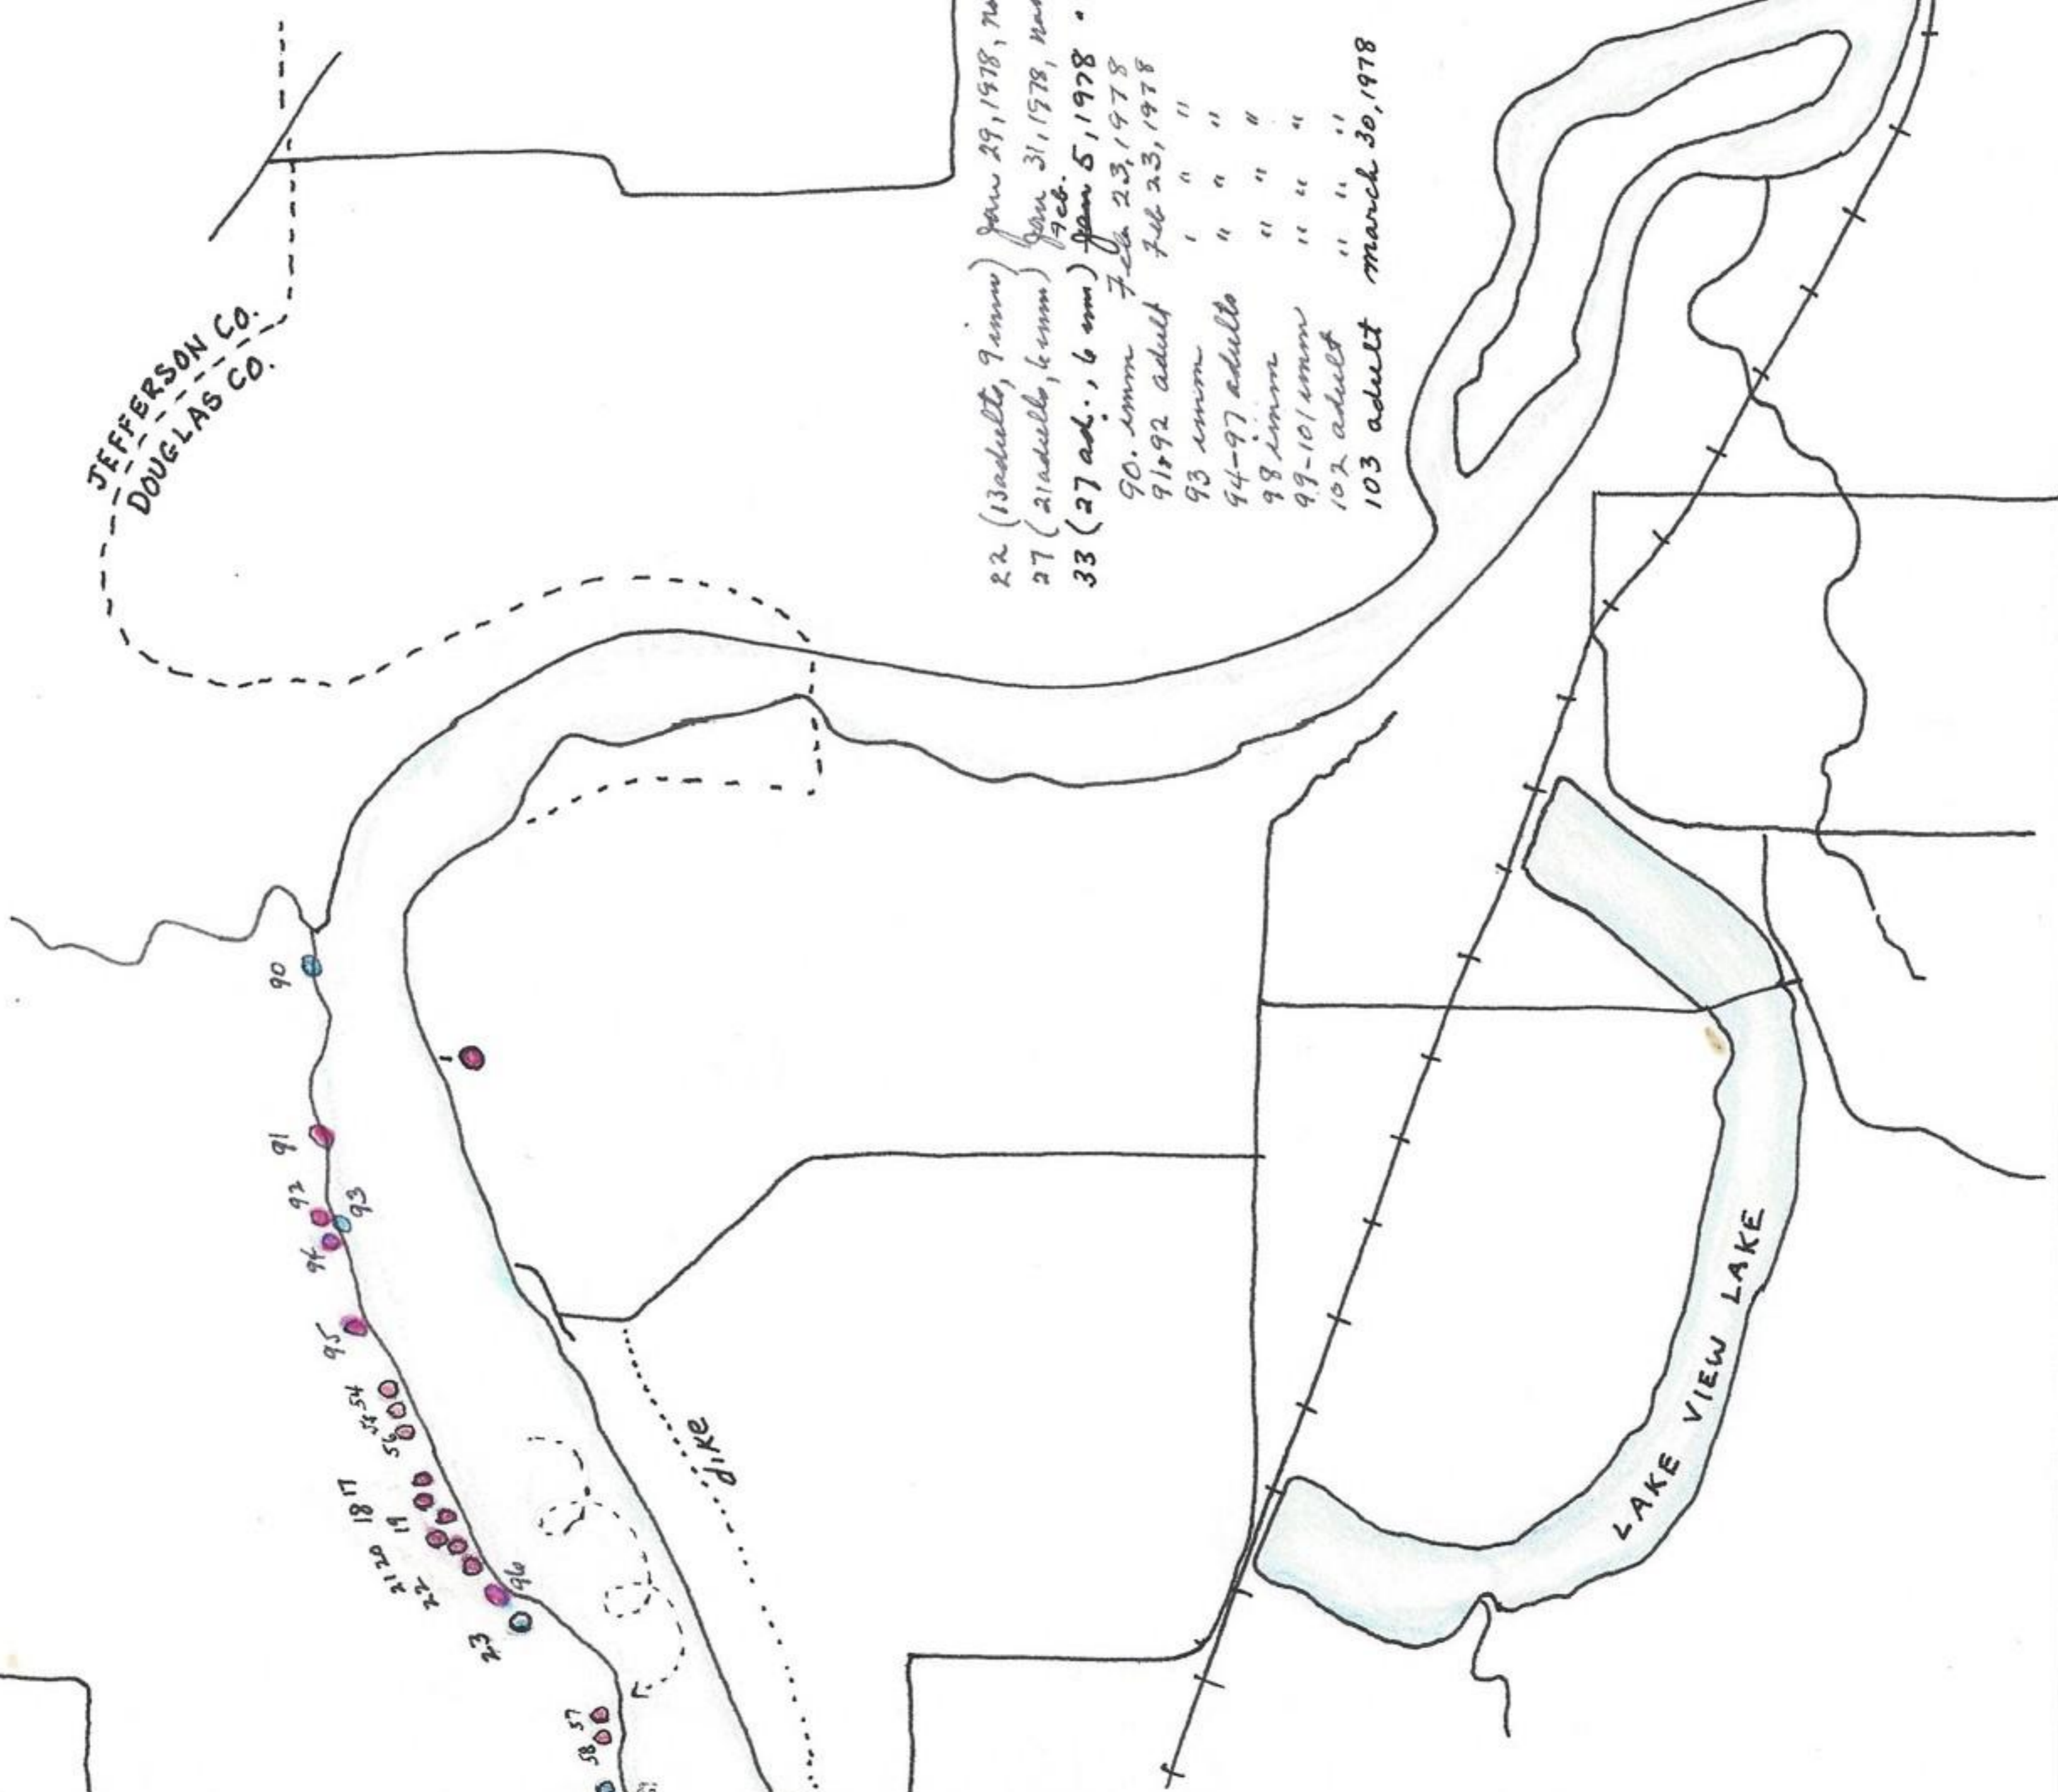 22 (13 adults, 9 imm) Jan 29, 1978,
27 (21 adults, 6 imm) Jan 31, 1978,
Feb.
33 (27 ad., 6 imm) Jan 5, 1978 .
90. imm Feb 23, 1978
91+92 adult Feb 23, 1978
93 imm " " "
94-97 adults " " "
98 imm " " "
99-101 imm " " "
102 adult " " "
103 adult march 30, 1978
JEFFERSON CO.
DOUGLAS CO.
90
1
91
92
93
94
95
54
55
56
17
18
19
20
21
22
96
23
57
58
dike
LAKE VIEW LAKE